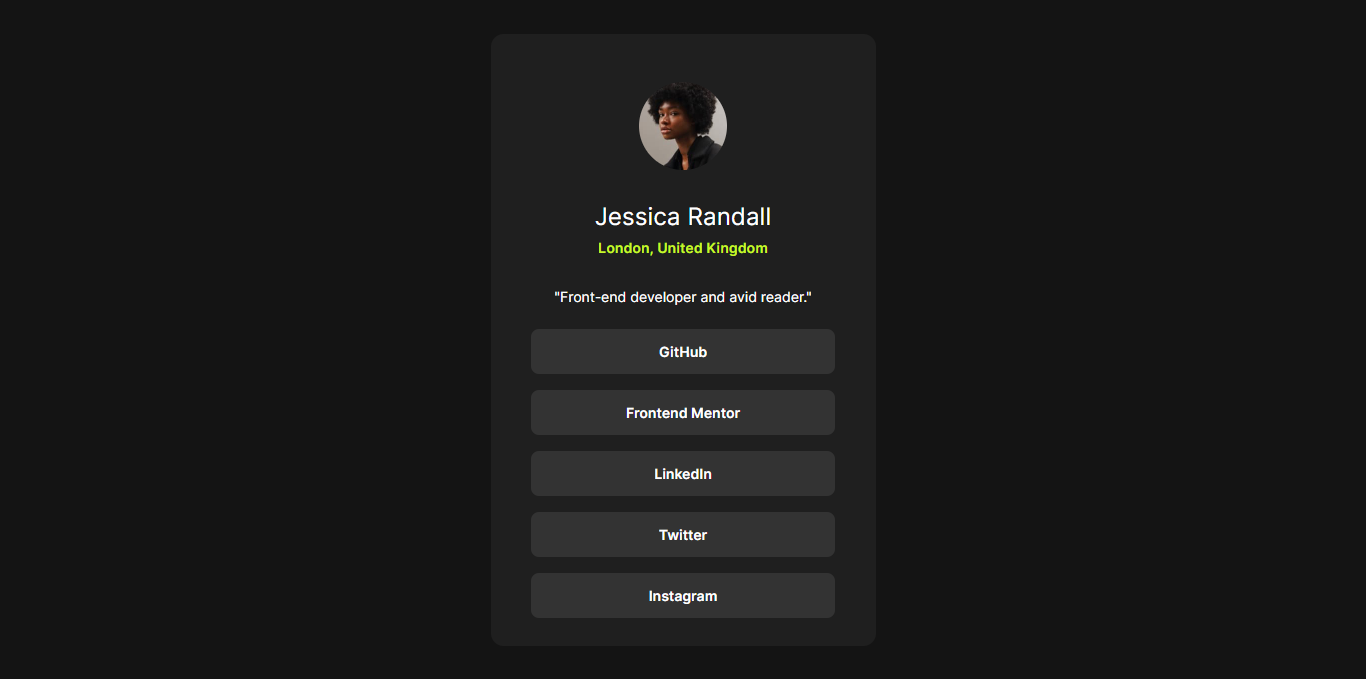 Jessica Randall
London, United Kingdom
"Front-end developer and avid reader."
GitHub
Frontend Mentor
LinkedIn
Twitter
Instagram